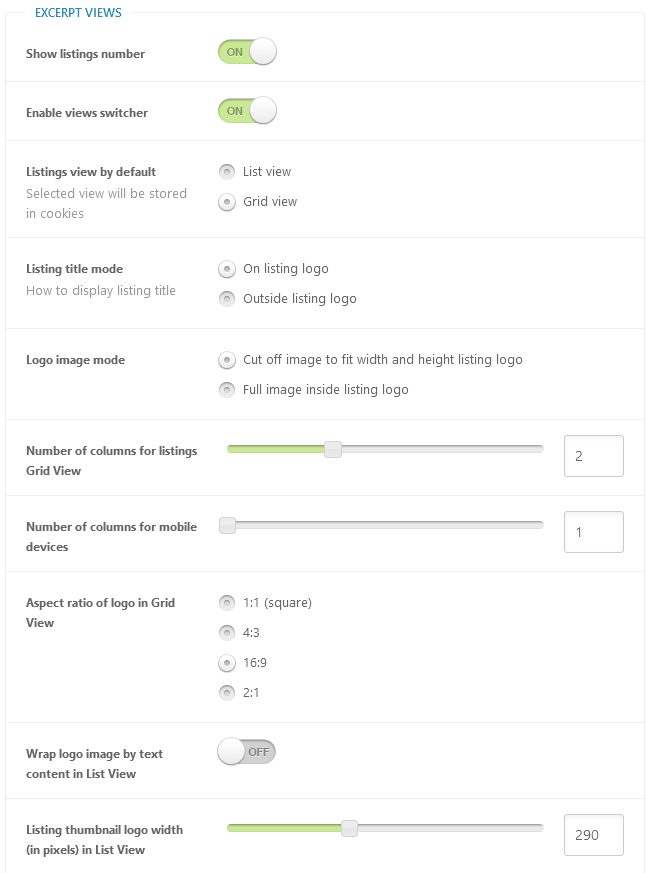 EXCERPT VIEWS
Show listings number
ON
Enable views switcher
ON
Listings view by default
Selected view will be stored
in cookies
List view
Grid view
Listing title mode
How to display listing title
On listing logo
Outside listing logo
Logo image mode
Cut off image to fit width and height listing logo
Full image inside listing logo
Number of columns for listings
Grid View
2
Number of columns for mobile
devices
1
Aspect ratio of logo in Grid
View
1:1 (square)
4:3
16:9
2:1
Wrap logo image by text
content in List View
OFF
Listing thumbnail logo width
(in pixels) in List View
290